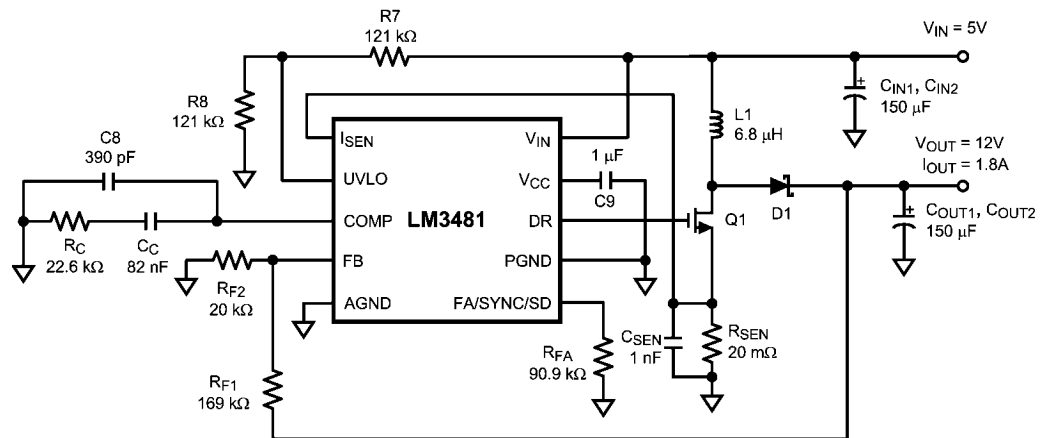 R7
121 kΩ
V_IN = 5V
R8
121 kΩ
C_IN1, C_IN2
150 µF
+
L1
6.8 µH
C8
390 pF
I_SEN
V_IN
1 µF
V_OUT = 12V
I_OUT = 1.8A
UVLO
V_CC
C9
D1
COMP
LM3481
DR
Q1
C_OUT1, C_OUT2
150 µF
+
R_C
22.6 kΩ
C_C
82 nF
FB
PGND
R_F2
20 kΩ
AGND
FA/SYNC/SD
C_SEN
1 nF
R_SEN
20 mΩ
R_FA
90.9 kΩ
R_F1
169 kΩ